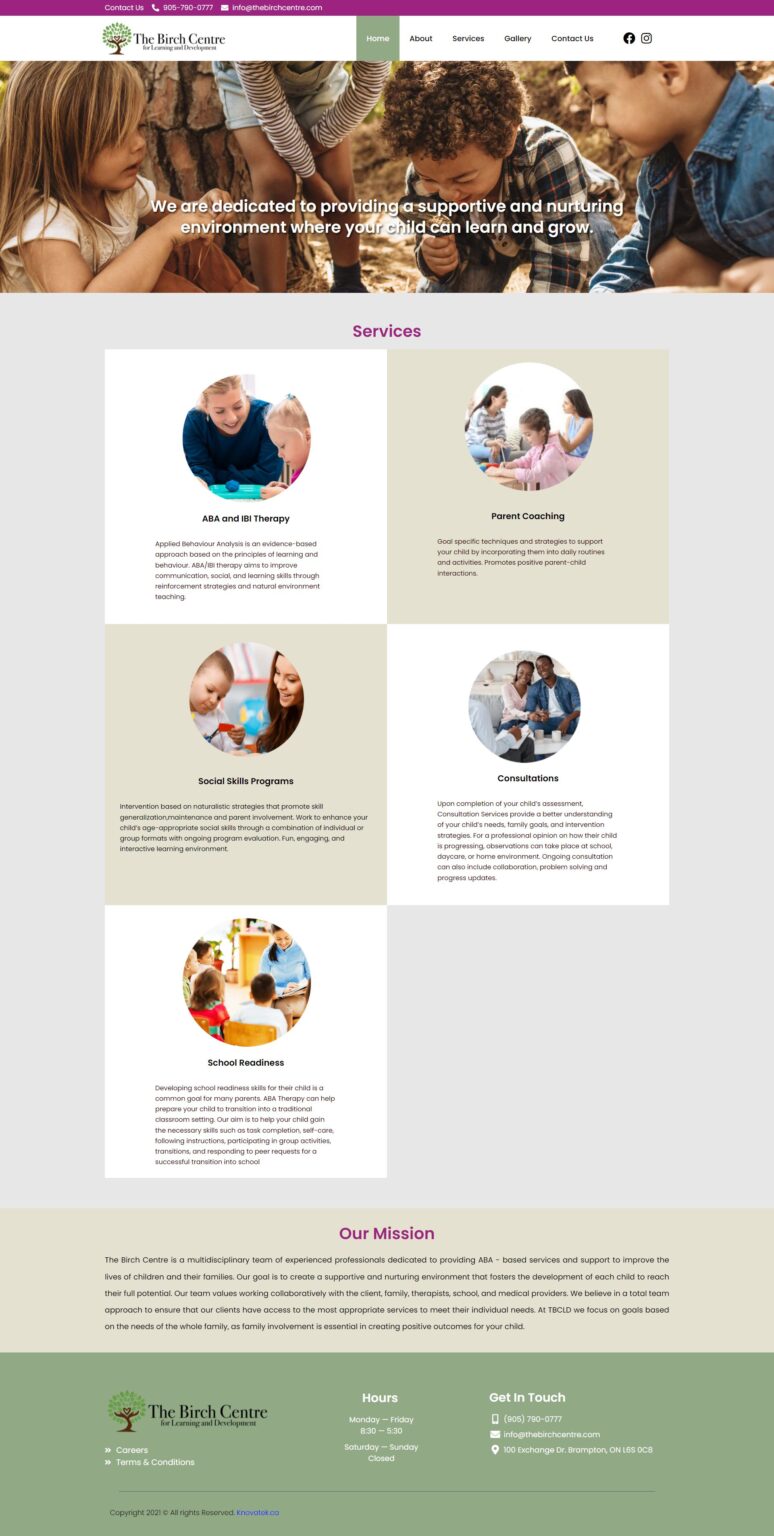 Contact Us 905-790-0777 info@thebirchcentre.com
The Birch Centre
for Learning and Development
Home About Services Gallery Contact Us
We are dedicated to providing a supportive and nurturing
environment where your child can learn and grow.
Services
ABA and IBI Therapy
Applied Behaviour Analysis is an evidence-based
approach based on the principles of learning and
behaviour. ABA/IBI therapy aims to improve
communication, social, and learning skills through
reinforcement strategies and natural environment
teaching.
Parent Coaching
Goal specific techniques and strategies to support
your child by incorporating them into daily routines
and activities. Promotes positive parent-child
interactions.
Social Skills Programs
Intervention based on naturalistic strategies that promote skill
generalization,maintenance and parent involvement. Work to enhance your
child's age-appropriate social skills through a combination of individual or
group formats with ongoing program evaluation. Fun, engaging, and
interactive learning environment.
Consultations
Upon completion of your child's assessment,
Consultation Services provide a better understanding
of your child's needs, family goals, and intervention
strategies. For a professional opinion on how their child
is progressing, observations can take place at school,
daycare, or home environment. Ongoing consultation
can also include collaboration, problem solving and
progress updates.
School Readiness
Developing school readiness skills for their child is a
common goal for many parents. ABA Therapy can help
prepare your child to transition into a traditional
classroom setting. Our aim is to help your child gain
the necessary skills such as task completion, self-care,
following instructions, participating in group activities,
transitions, and responding to peer requests for a
successful transition into school
Our Mission
The Birch Centre is a multidisciplinary team of experienced professionals dedicated to providing ABA - based services and support to improve the
lives of children and their families. Our goal is to create a supportive and nurturing environment that fosters the development of each child to reach
their full potential. Our team values working collaboratively with the client, family, therapists, school, and medical providers. We believe in a total team
approach to ensure that our clients have access to the most appropriate services to meet their individual needs. At TBCLD we focus on goals based
on the needs of the whole family, as family involvement is essential in creating positive outcomes for your child.
The Birch Centre
for Learning and Development
Careers
Terms & Conditions
Hours
Monday — Friday
8:30 — 5:30
Saturday — Sunday
Closed
Get In Touch
(905) 790-0777
info@thebirchcentre.com
100 Exchange Dr. Brampton, ON L6S 0C8
Copyright 2021 © All rights Reserved. Knovatek.ca